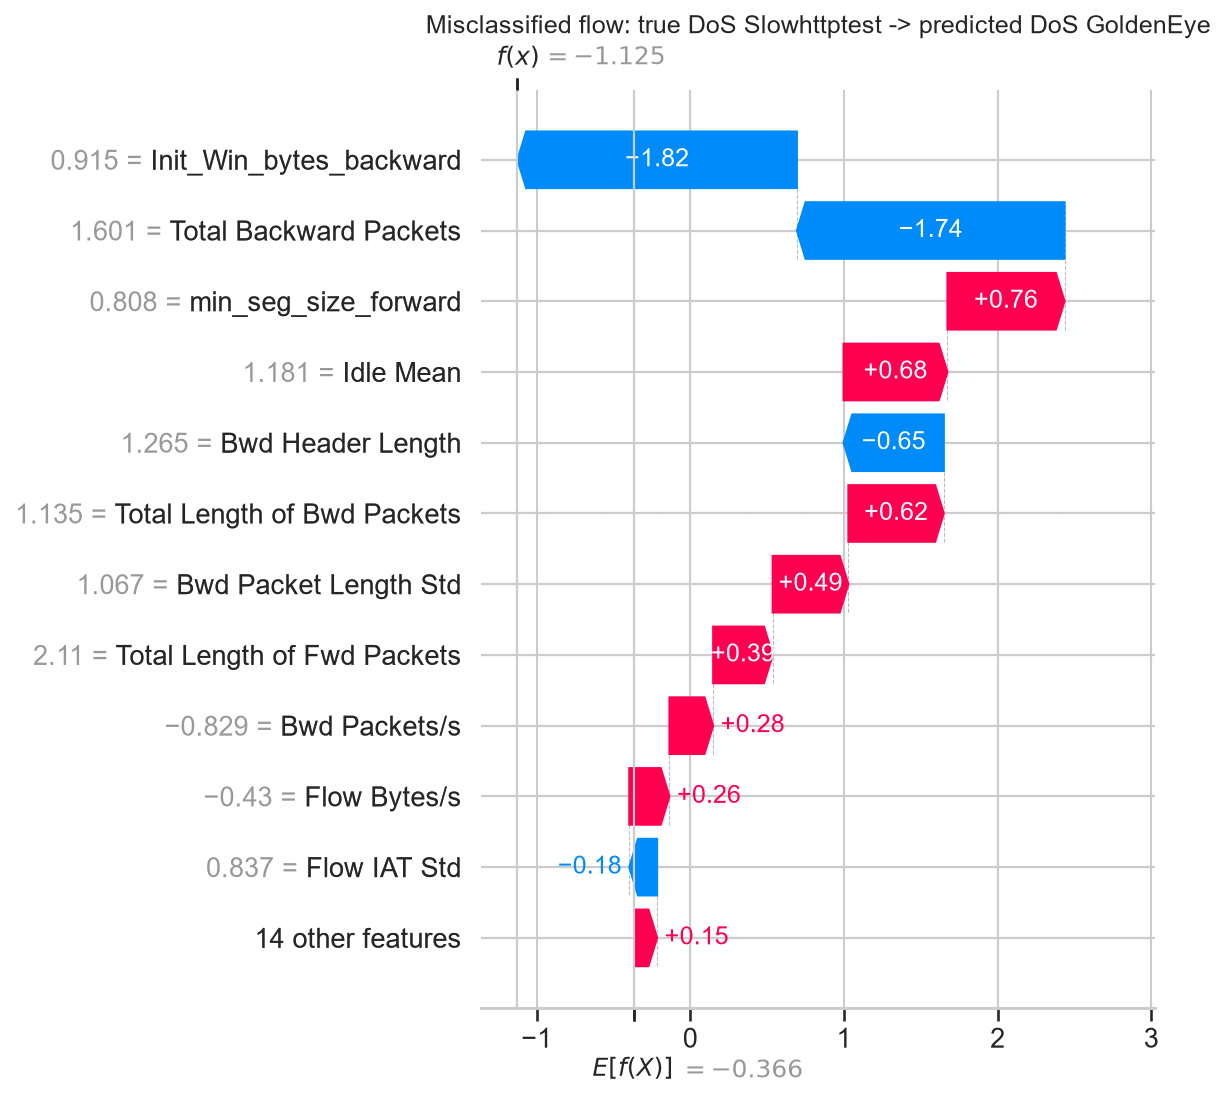 Misclassified flow: true DoS Slowhttptest -> predicted DoS GoldenEye
f(x) = −1.125
0.915 = Init_Win_bytes_backward −1.82
1.601 = Total Backward Packets −1.74
0.808 = min_seg_size_forward +0.76
1.181 = Idle Mean +0.68
1.265 = Bwd Header Length −0.65
1.135 = Total Length of Bwd Packets +0.62
1.067 = Bwd Packet Length Std +0.49
2.11 = Total Length of Fwd Packets +0.39
−0.829 = Bwd Packets/s +0.28
−0.43 = Flow Bytes/s +0.26
0.837 = Flow IAT Std −0.18
14 other features +0.15
−1 0 1 2 3
E[f(X)] = −0.366